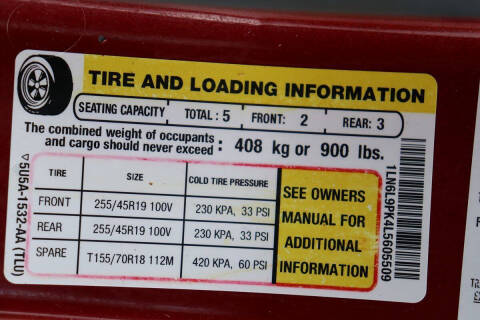 TIRE AND LOADING INFORMATION
SEATING CAPACITY TOTAL: 5 FRONT: 2 REAR: 3
The combined weight of occupants
and cargo should never exceed : 408 kg or 900 lbs.
TIRE SIZE COLD TIRE PRESSURE
FRONT 255/45R19 100V 230 KPA, 33 PSI
REAR 255/45R19 100V 230 KPA, 33 PSI
SPARE T155/70R18 112M 420 KPA, 60 PSI
SEE OWNERS
MANUAL FOR
ADDITIONAL
INFORMATION
5U5A-1532-AA (TLU)
1LN6L9PK4L5605509